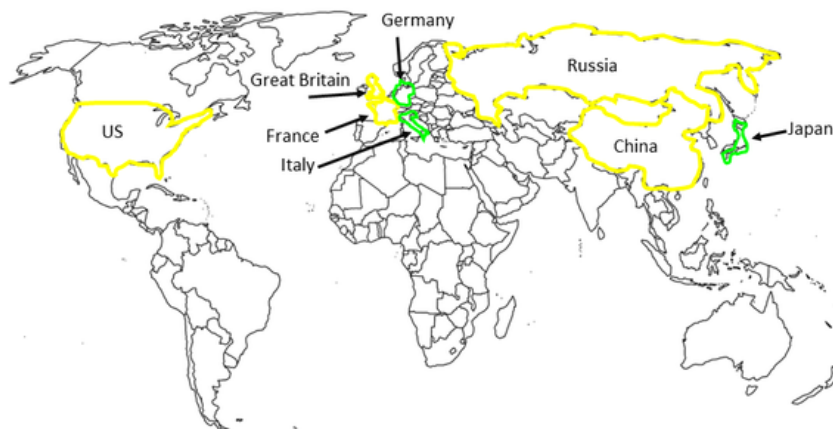 Germany
Russia
Great Britain
US
France
Japan
China
Italy